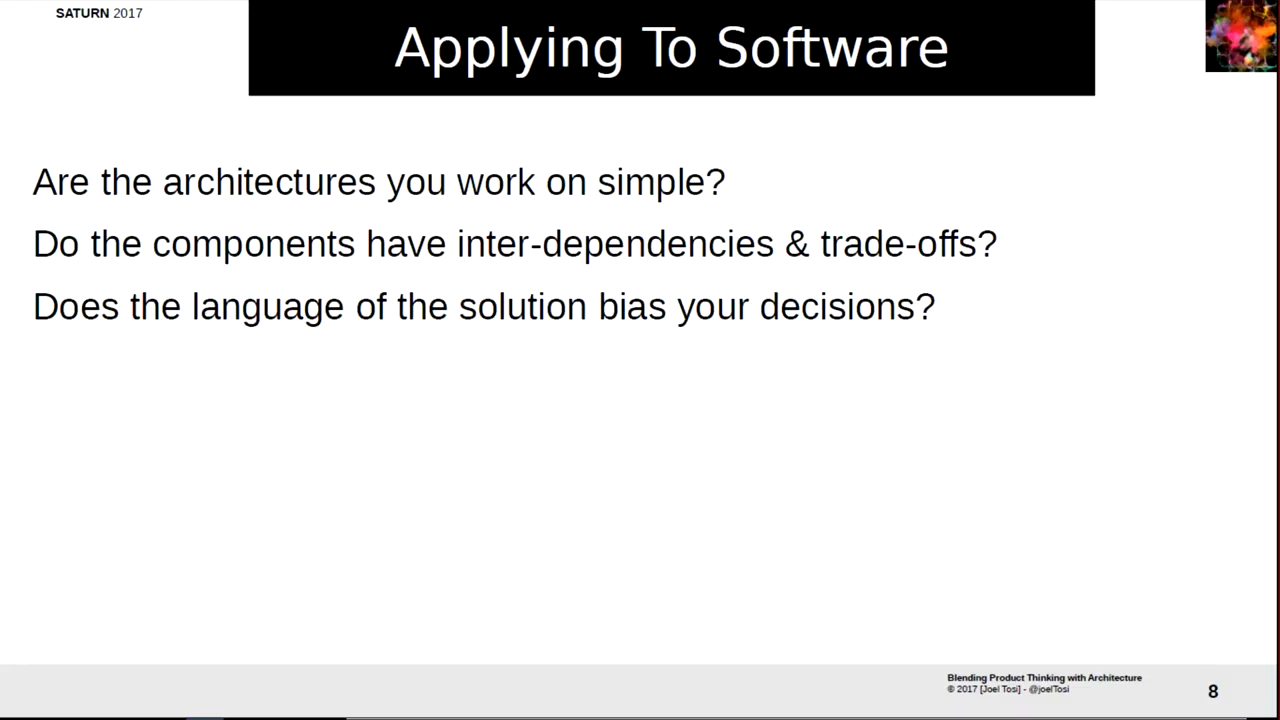 SATURN 2017
Applying To Software
Are the architectures you work on simple?
Do the components have inter-dependencies & trade-offs?
Does the language of the solution bias your decisions?
Blending Product Thinking with Architecture
© 2017 [Joel Tosi] - @joelTosi
8